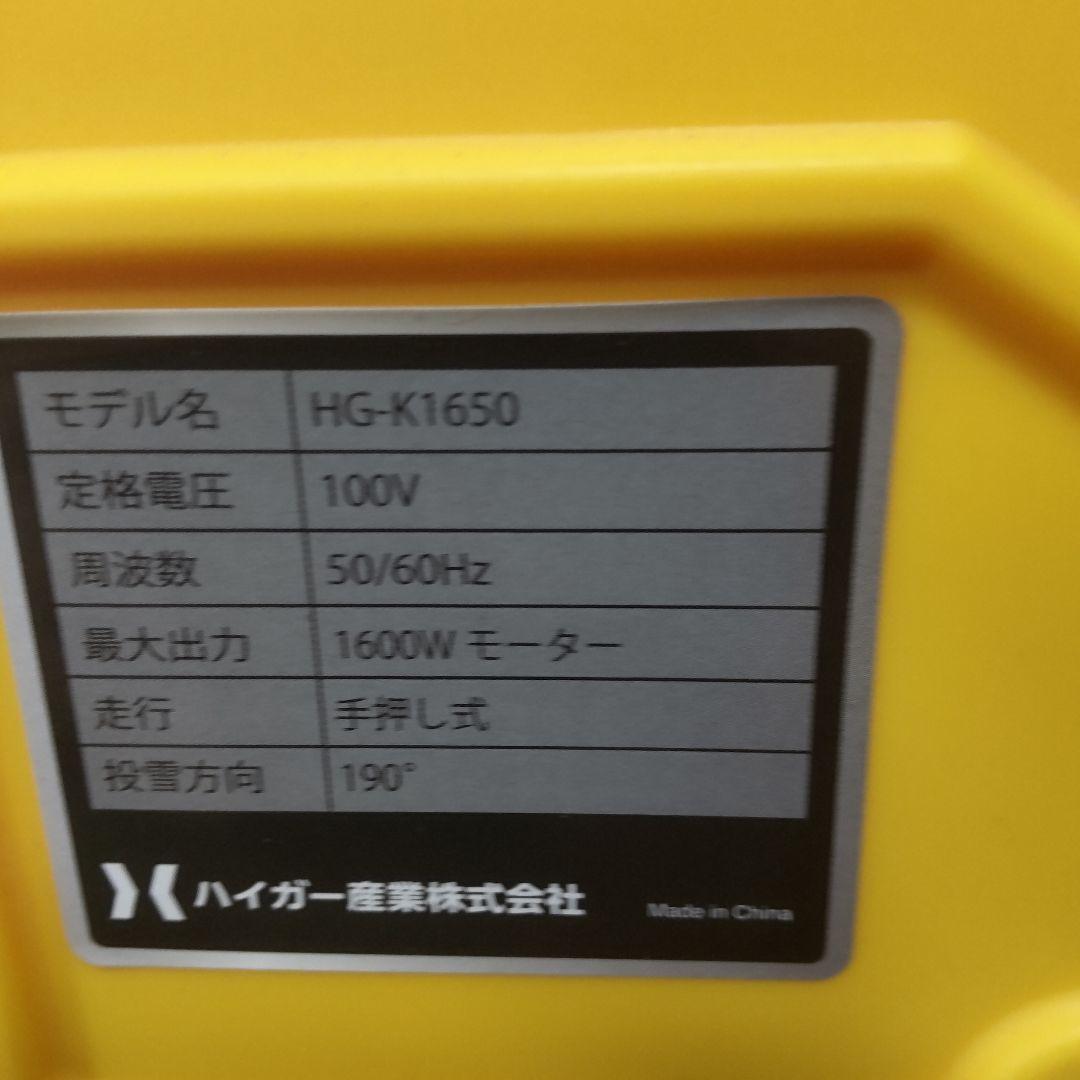 モデル名 HG-K1650
定格電圧 100V
周波数 50/60Hz
最大出力 1600W モーター
走行 手押し式
投雪方向 190°
ハイガー産業株式会社 Made in China